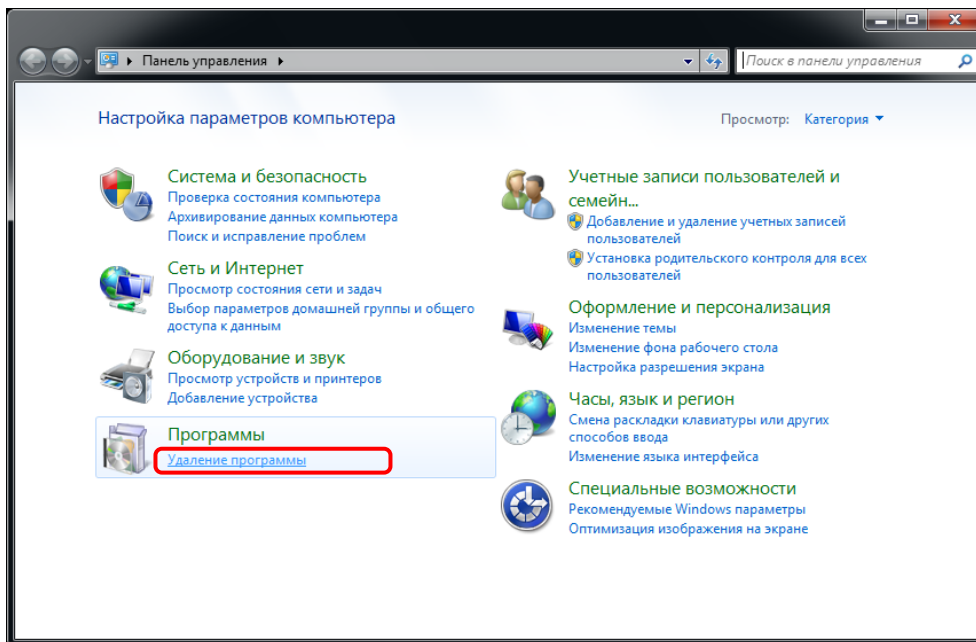 Панель управления
Поиск в панели управления
Настройка параметров компьютера
Просмотр: Категория
Система и безопасность
Проверка состояния компьютера
Архивирование данных компьютера
Поиск и исправление проблем
Сеть и Интернет
Просмотр состояния сети и задач
Выбор параметров домашней группы и общего
доступа к данным
Оборудование и звук
Просмотр устройств и принтеров
Добавление устройства
Программы
Удаление программы
Учетные записи пользователей и
семейн...
Добавление и удаление учетных записей
пользователей
Установка родительского контроля для всех
пользователей
Оформление и персонализация
Изменение темы
Изменение фона рабочего стола
Настройка разрешения экрана
Часы, язык и регион
Смена раскладки клавиатуры или других
способов ввода
Изменение языка интерфейса
Специальные возможности
Рекомендуемые Windows параметры
Оптимизация изображения на экране